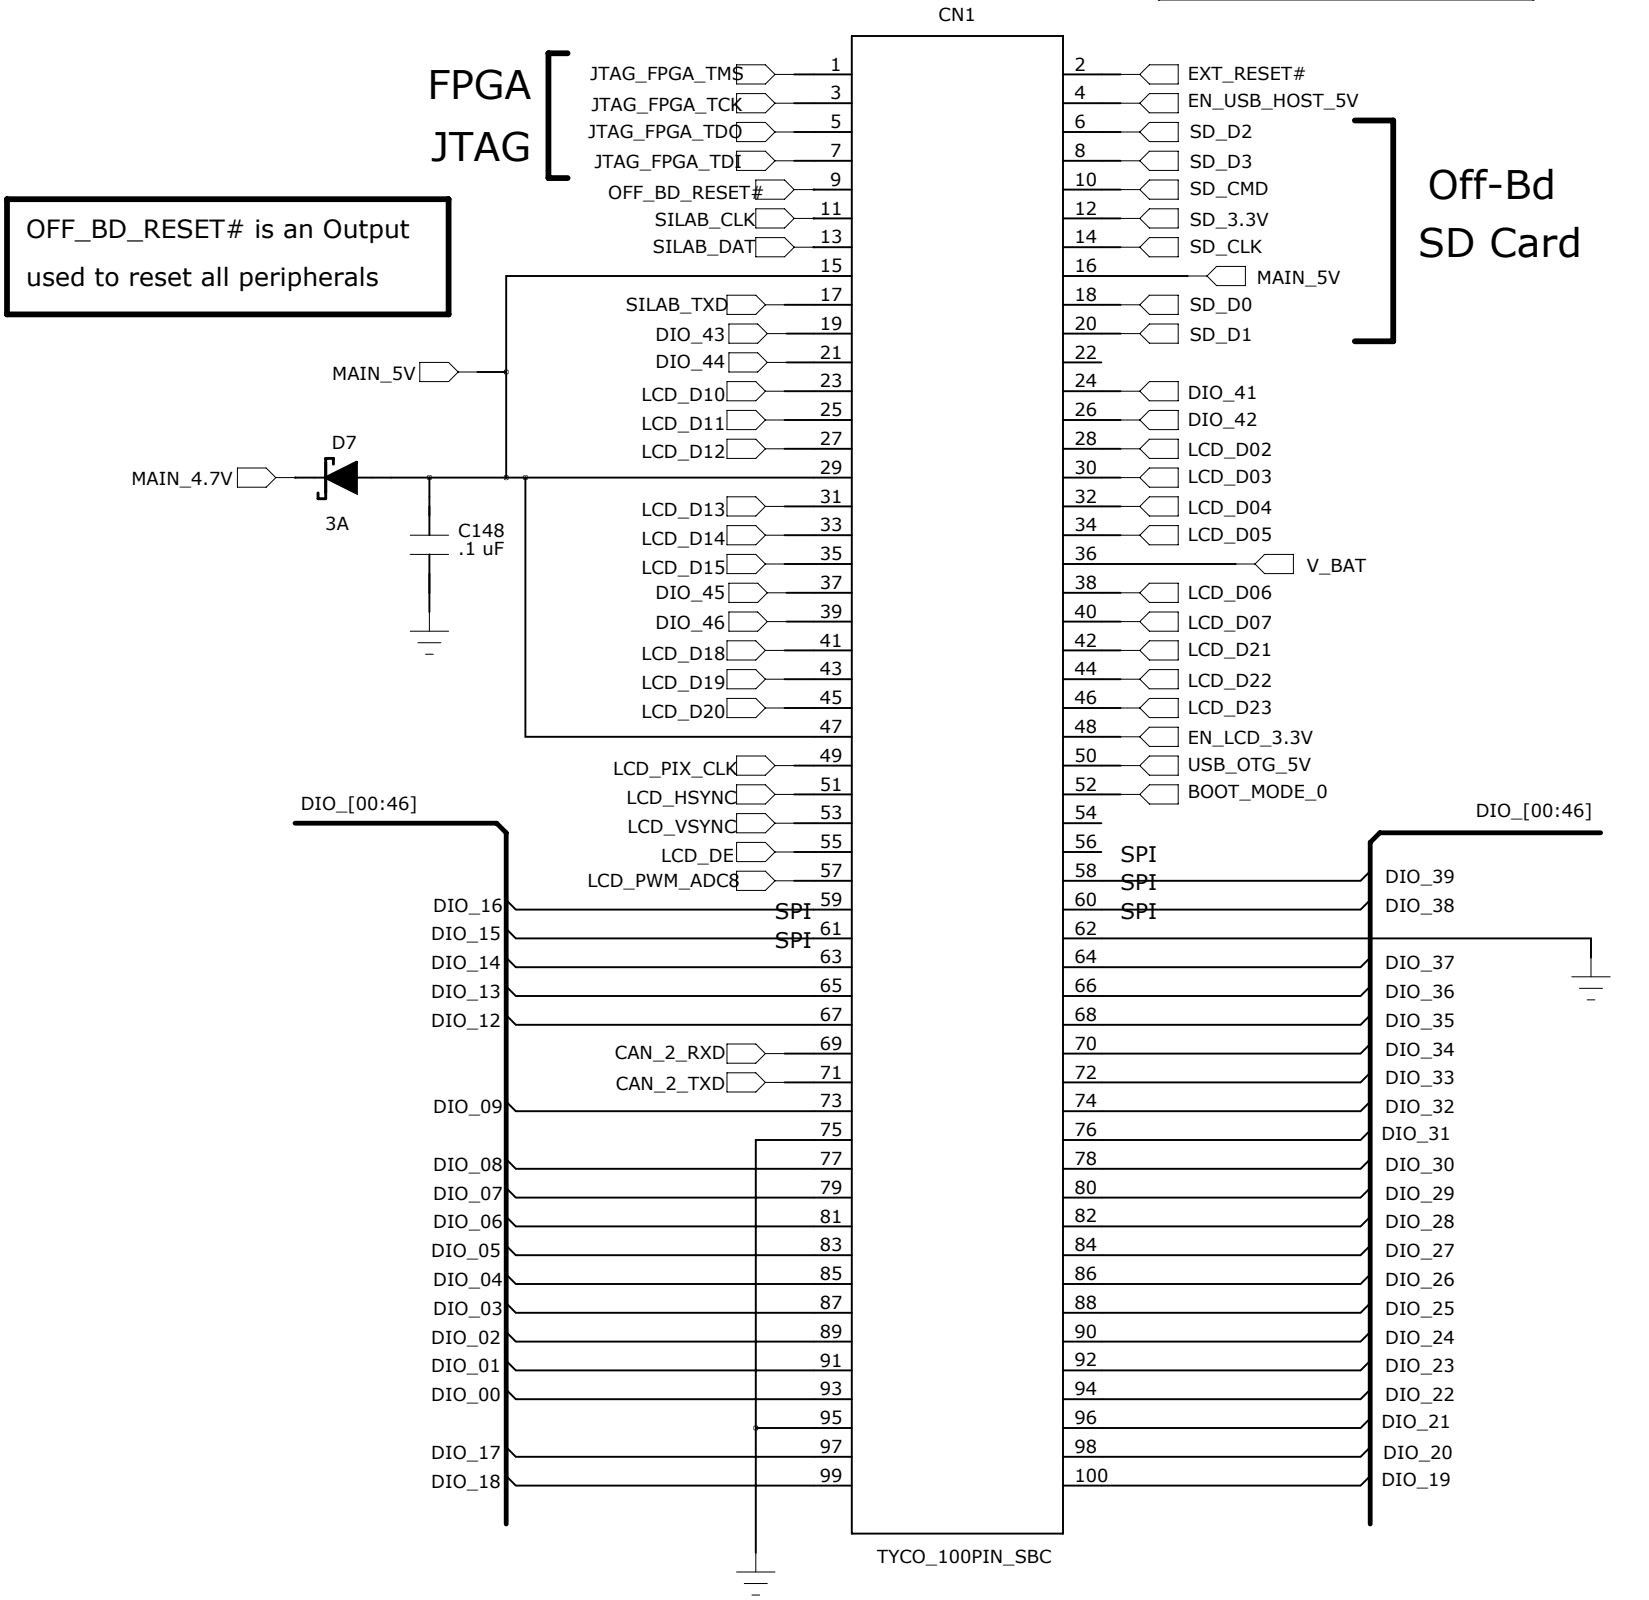 CN1
FPGA
JTAG
JTAG_FPGA_TMS 1 2 EXT_RESET#
JTAG_FPGA_TCK 3 4 EN_USB_HOST_5V
JTAG_FPGA_TDO 5 6 SD_D2
JTAG_FPGA_TDI 7 8 SD_D3
OFF_BD_RESET# 9 10 SD_CMD
SILAB_CLK 11 12 SD_3.3V
SILAB_DAT 13 14 SD_CLK
15 16 MAIN_5V
SILAB_TXD 17 18 SD_D0
DIO_43 19 20 SD_D1
Off-Bd
SD Card
OFF_BD_RESET# is an Output
used to reset all peripherals
DIO_44 21 22
MAIN_5V
LCD_D10 23 24 DIO_41
LCD_D11 25 26 DIO_42
LCD_D12 27 28 LCD_D02
D7
MAIN_4.7V 29 30 LCD_D03
3A
C148
.1 uF
LCD_D13 31 32 LCD_D04
LCD_D14 33 34 LCD_D05
LCD_D15 35 36 V_BAT
DIO_45 37 38 LCD_D06
DIO_46 39 40 LCD_D07
LCD_D18 41 42 LCD_D21
LCD_D19 43 44 LCD_D22
LCD_D20 45 46 LCD_D23
47 48 EN_LCD_3.3V
LCD_PIX_CLK 49 50 USB_OTG_5V
LCD_HSYNC 51 52 BOOT_MODE_0
DIO_[00:46] DIO_[00:46]
LCD_VSYNC 53 54
LCD_DE 55 56 SPI
LCD_PWM_ADC8 57 58 SPI DIO_39
DIO_16 SPI 59 60 SPI DIO_38
DIO_15 SPI 61 62
DIO_14 63 64 DIO_37
DIO_13 65 66 DIO_36
DIO_12 67 68 DIO_35
CAN_2_RXD 69 70 DIO_34
CAN_2_TXD 71 72 DIO_33
DIO_09 73 74 DIO_32
75 76 DIO_31
DIO_08 77 78 DIO_30
DIO_07 79 80 DIO_29
DIO_06 81 82 DIO_28
DIO_05 83 84 DIO_27
DIO_04 85 86 DIO_26
DIO_03 87 88 DIO_25
DIO_02 89 90 DIO_24
DIO_01 91 92 DIO_23
DIO_00 93 94 DIO_22
95 96 DIO_21
DIO_17 97 98 DIO_20
DIO_18 99 100 DIO_19
TYCO_100PIN_SBC